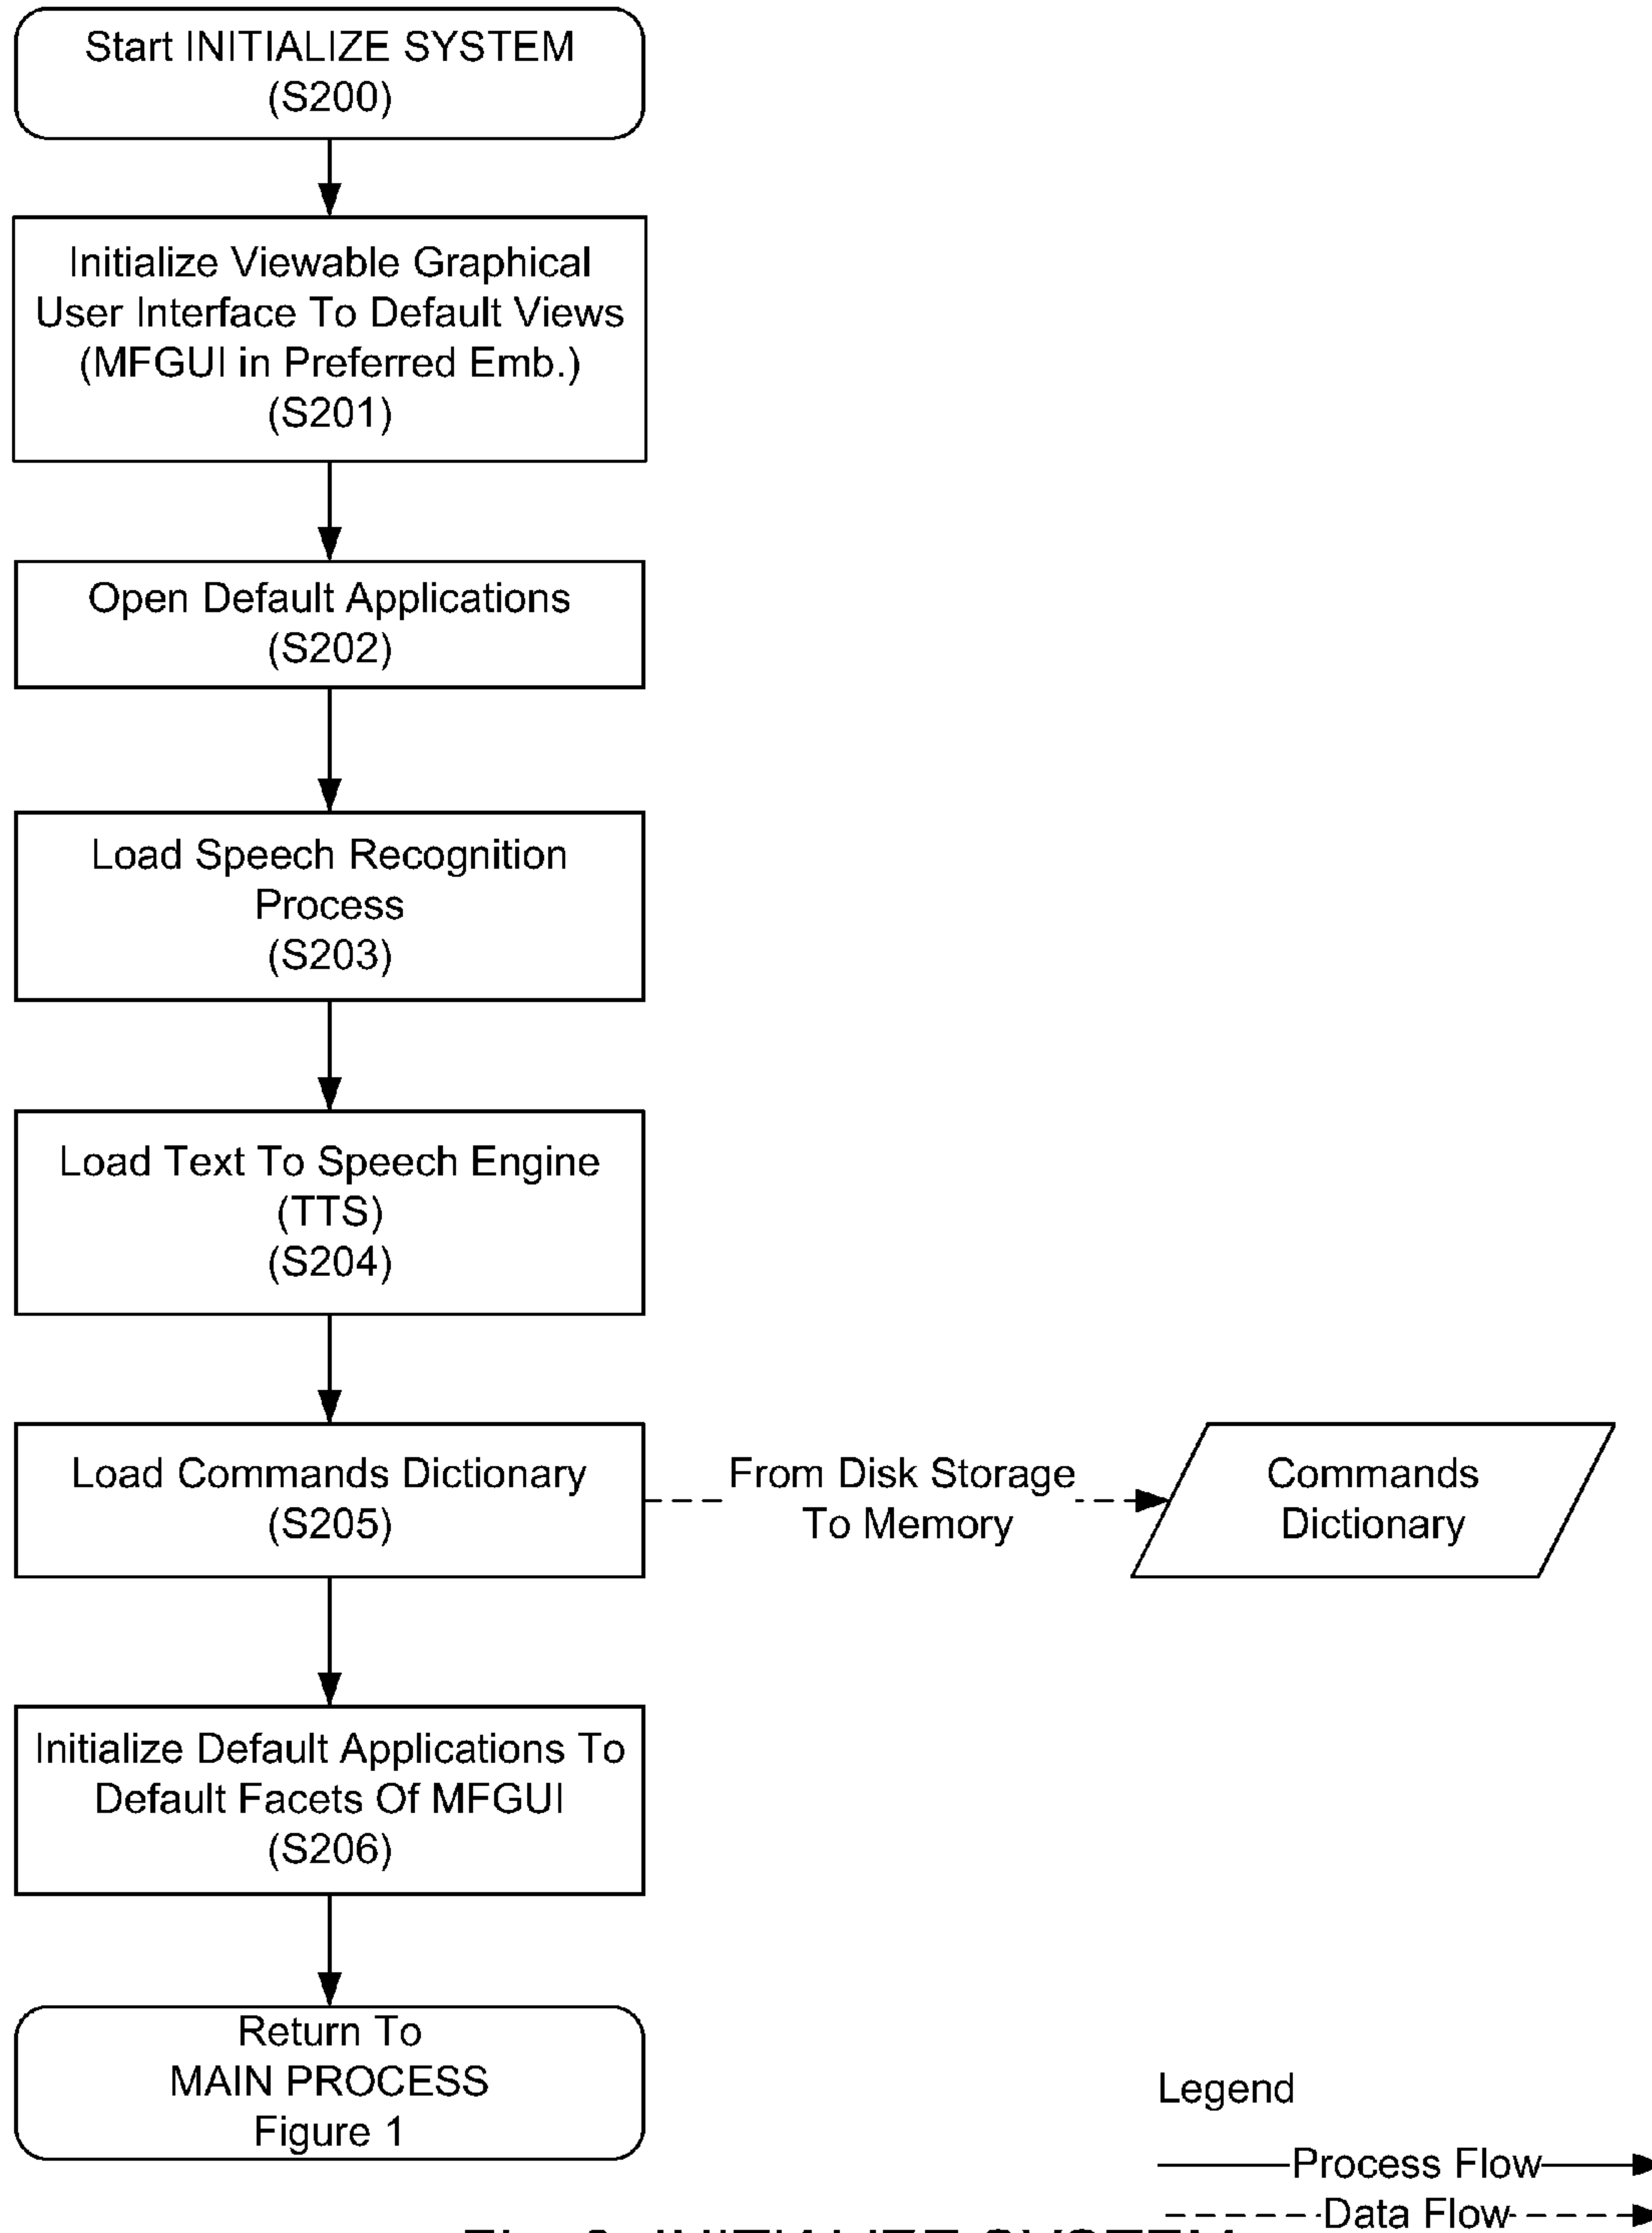 Start INITIALIZE SYSTEM
(S200)
Initialize Viewable Graphical
User Interface To Default Views
(MFGUI in Preferred Emb.)
(S201)
Open Default Applications
(S202)
Load Speech Recognition
Process
(S203)
Load Text To Speech Engine
(TTS)
(S204)
Load Commands Dictionary
(S205)
From Disk Storage
To Memory
Commands
Dictionary
Initialize Default Applications To
Default Facets Of MFGUI
(S206)
Return To
MAIN PROCESS
Figure 1
Legend
Process Flow
Data Flow
INITIALIZE SYSTEM